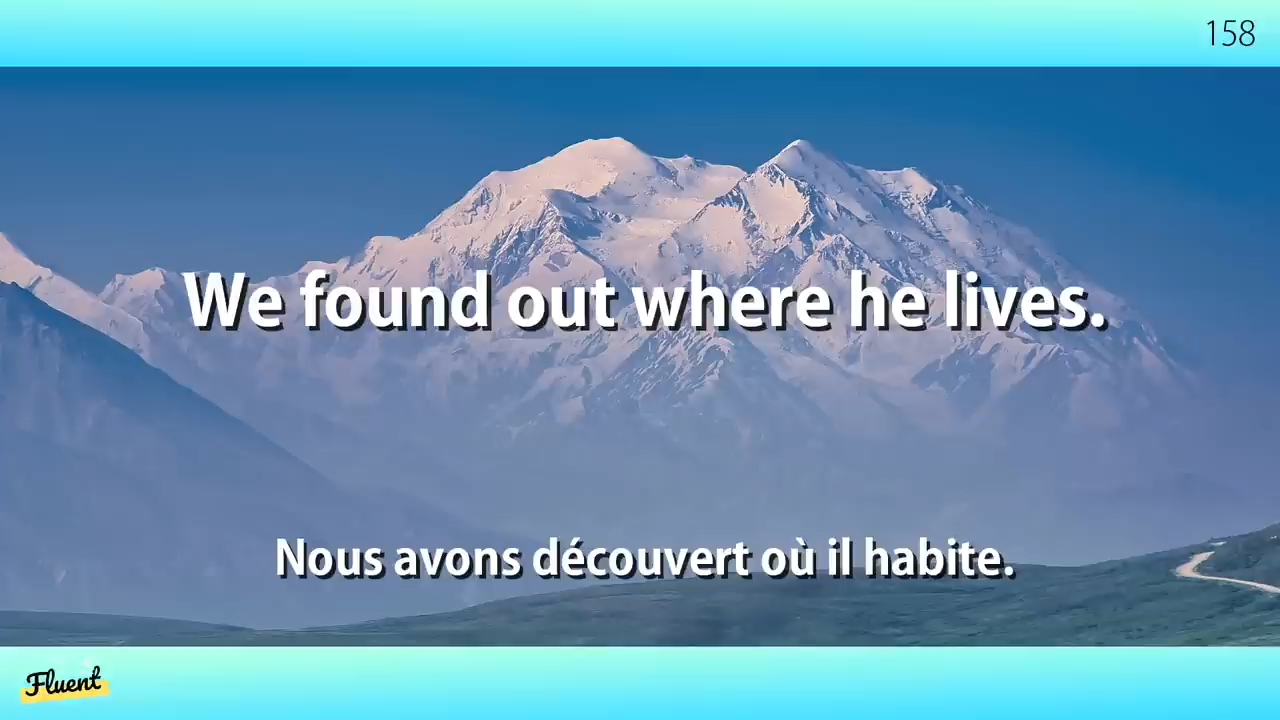 158
We found out where he lives.
Nous avons découvert où il habite.
Fluent